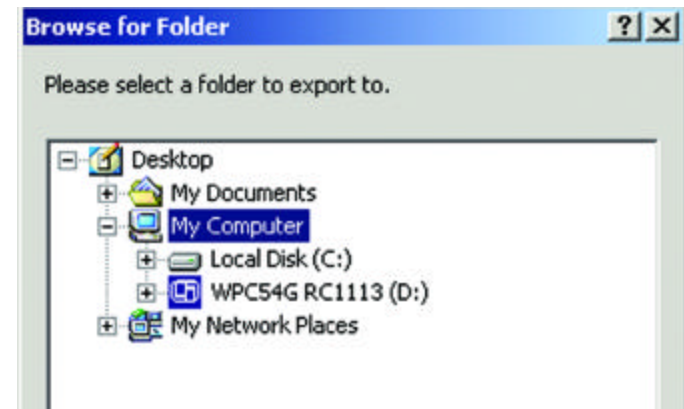 Browse for Folder
Please select a folder to export to.
Desktop
My Documents
My Computer
Local Disk (C:)
WPC54G RC1113 (D:)
My Network Places